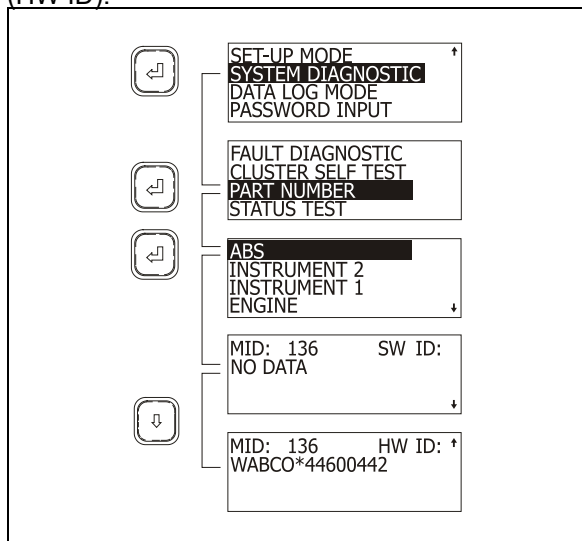 (HW ID).
SET-UP MODE
SYSTEM DIAGNOSTIC
DATA LOG MODE
PASSWORD INPUT
FAULT DIAGNOSTIC
CLUSTER SELF TEST
PART NUMBER
STATUS TEST
ABS
INSTRUMENT 2
INSTRUMENT 1
ENGINE
MID: 136 SW ID:
NO DATA
MID: 136 HW ID:
WABCO*44600442